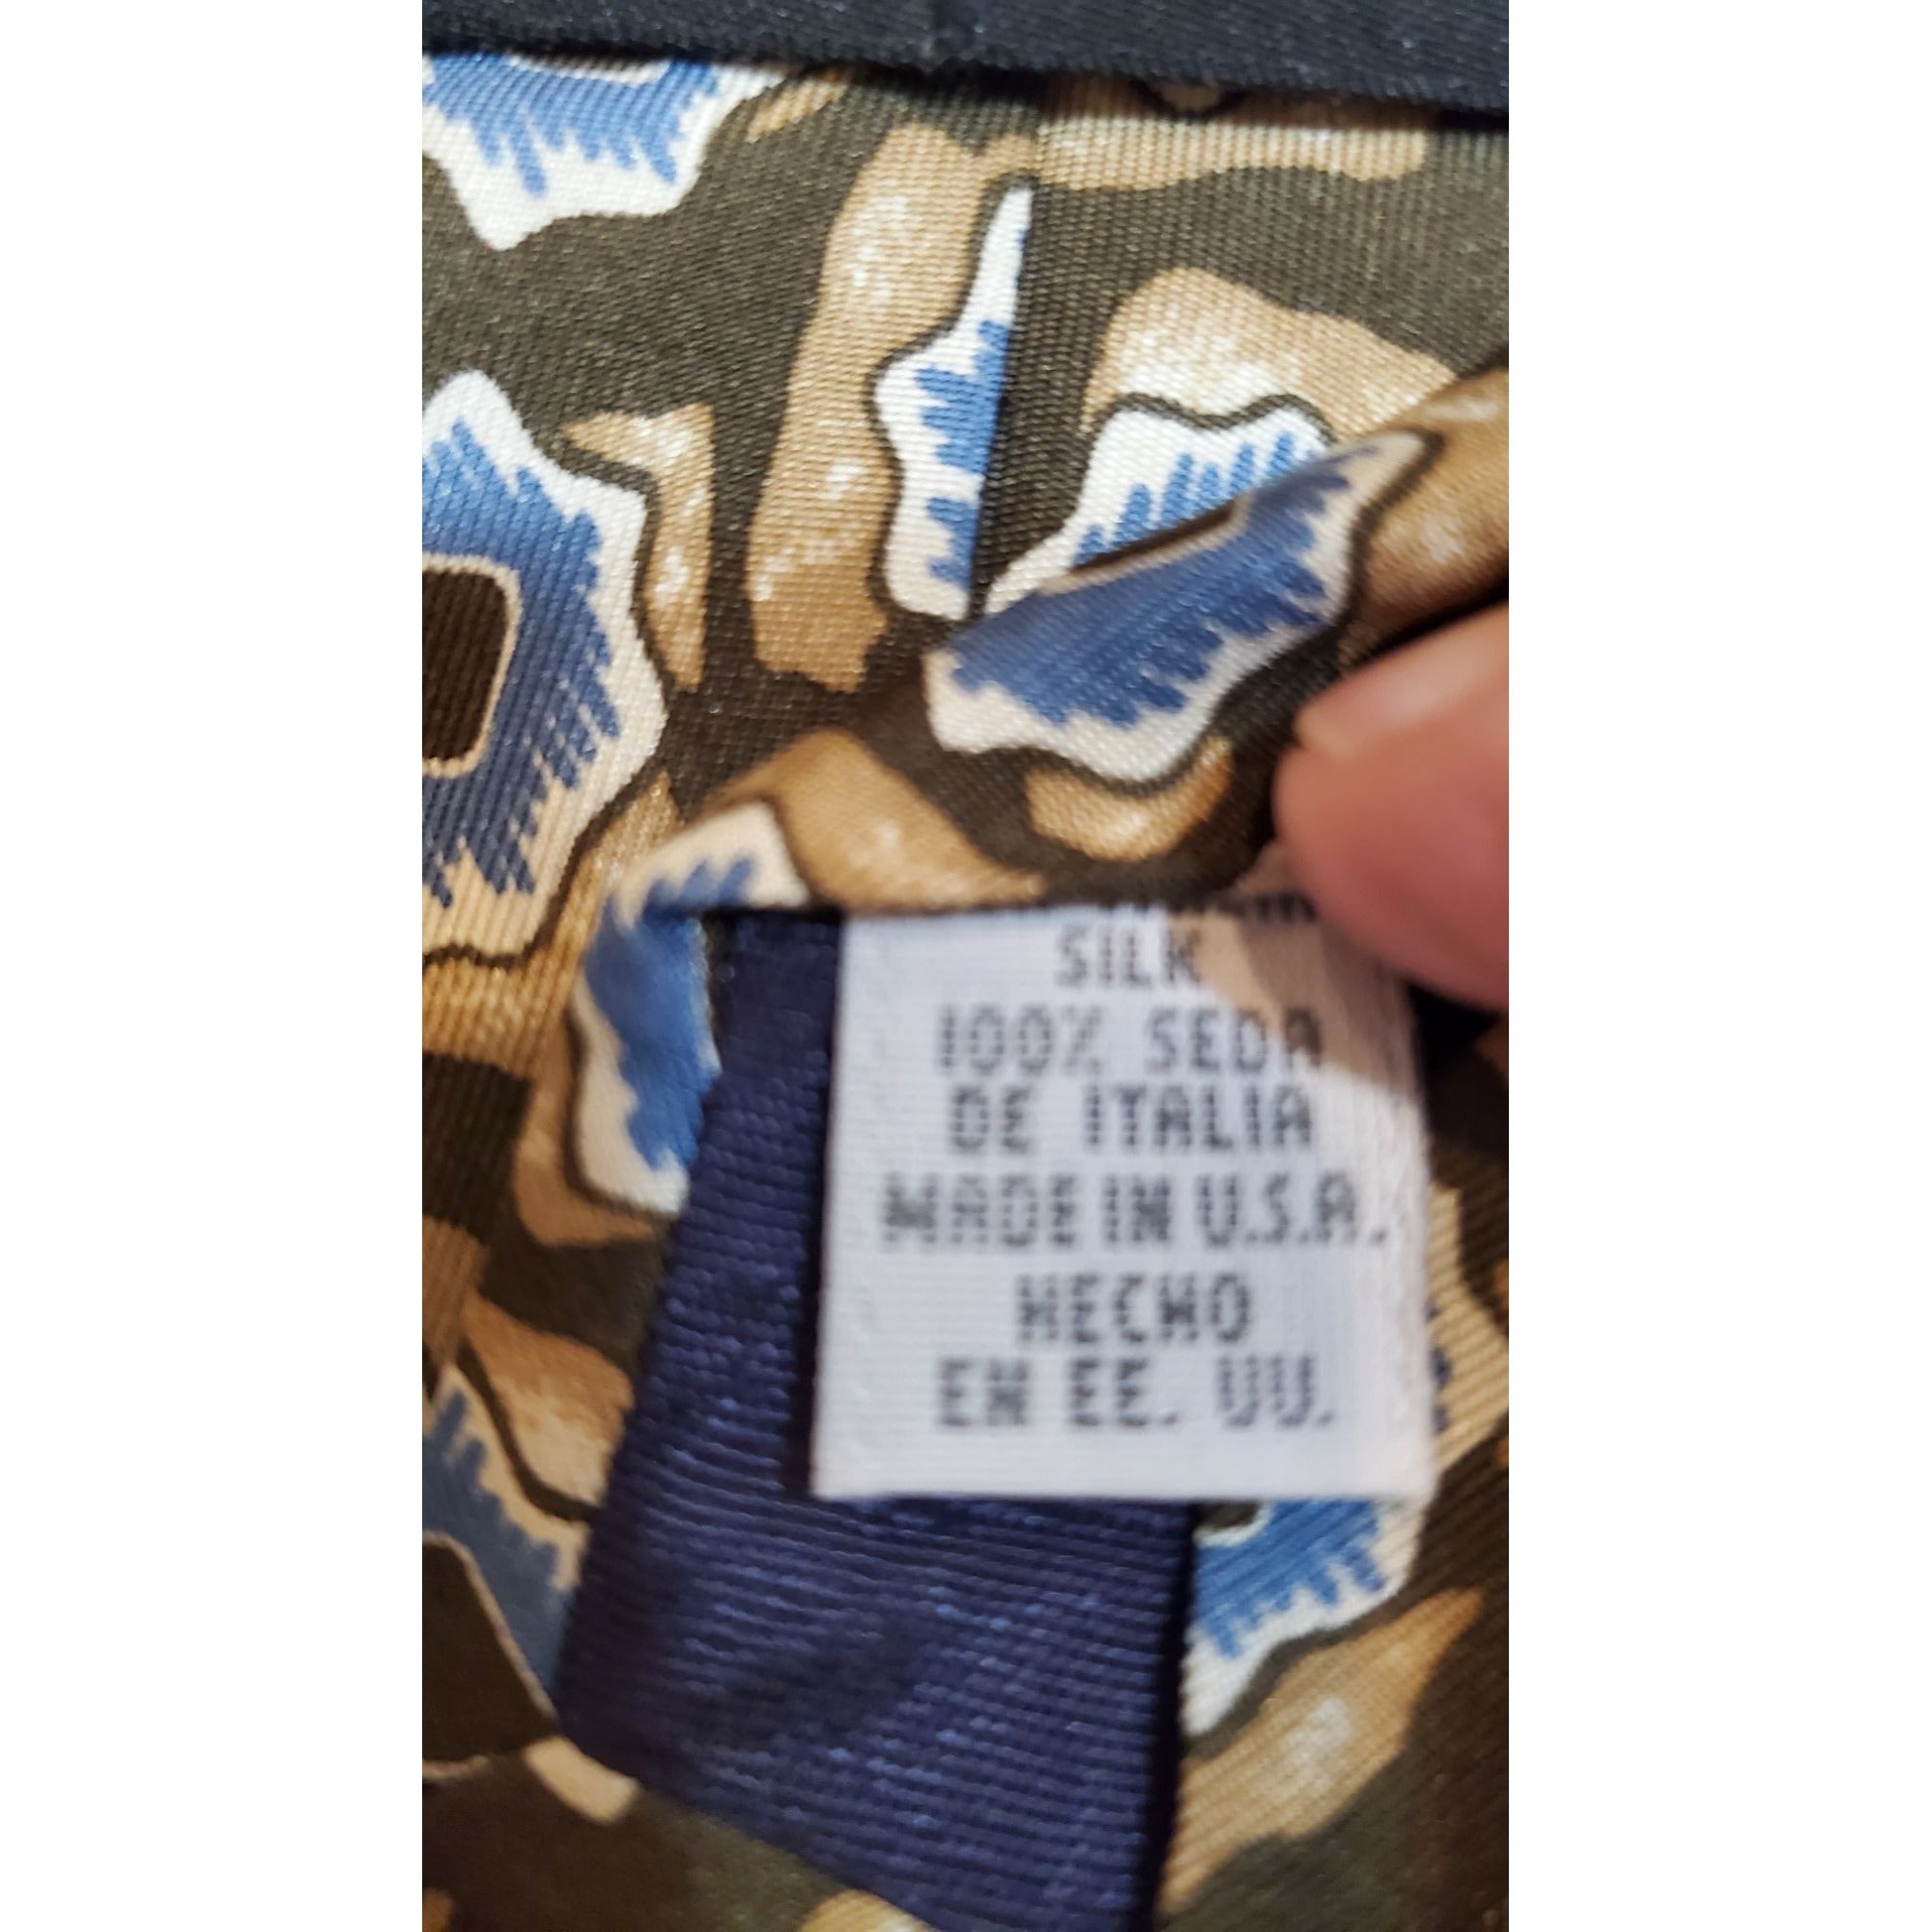 SILK
100% SEDA
DE ITALIA
MADE IN U.S.A.
HECHO
EN EE. UU.